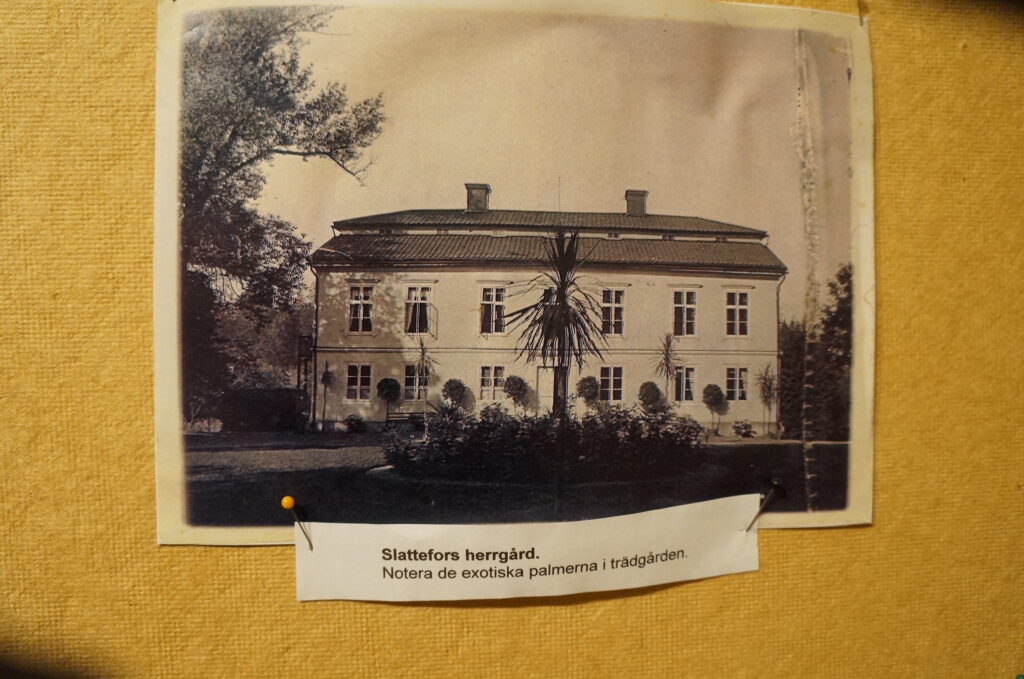 Slattefors herrgård.
Notera de exotiska palmerna i trädgården.